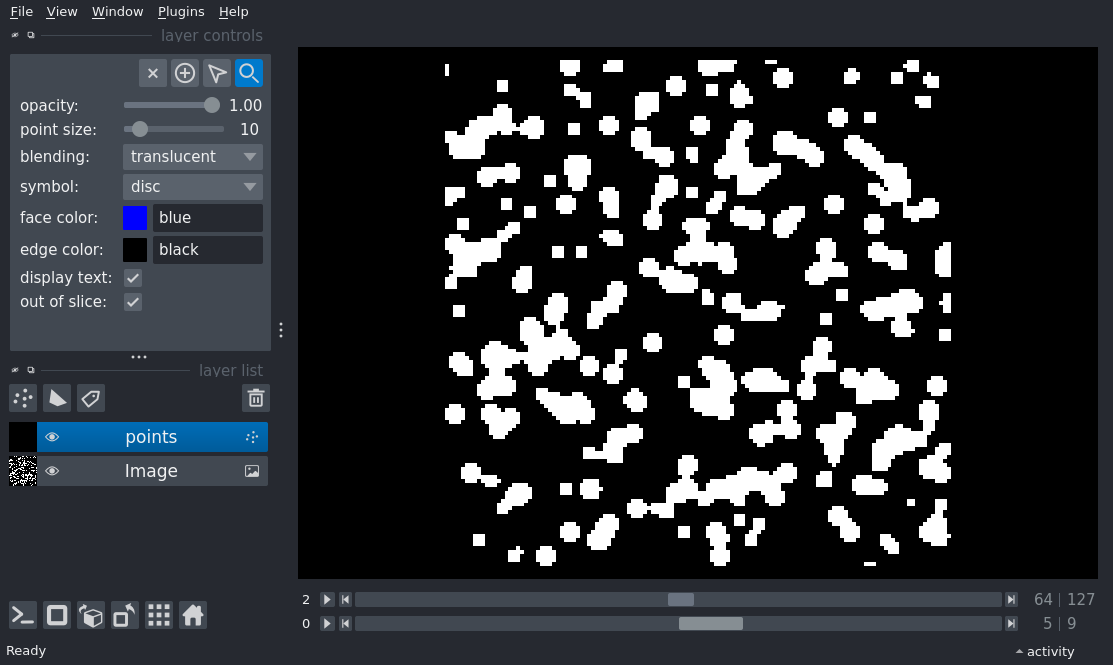 File View Window Plugins Help
layer controls
opacity: 1.00
point size: 10
blending: translucent
symbol: disc
face color: blue
edge color: black
display text:
out of slice:
layer list
points
Image
2 64 | 127
0 5 | 9
Ready activity